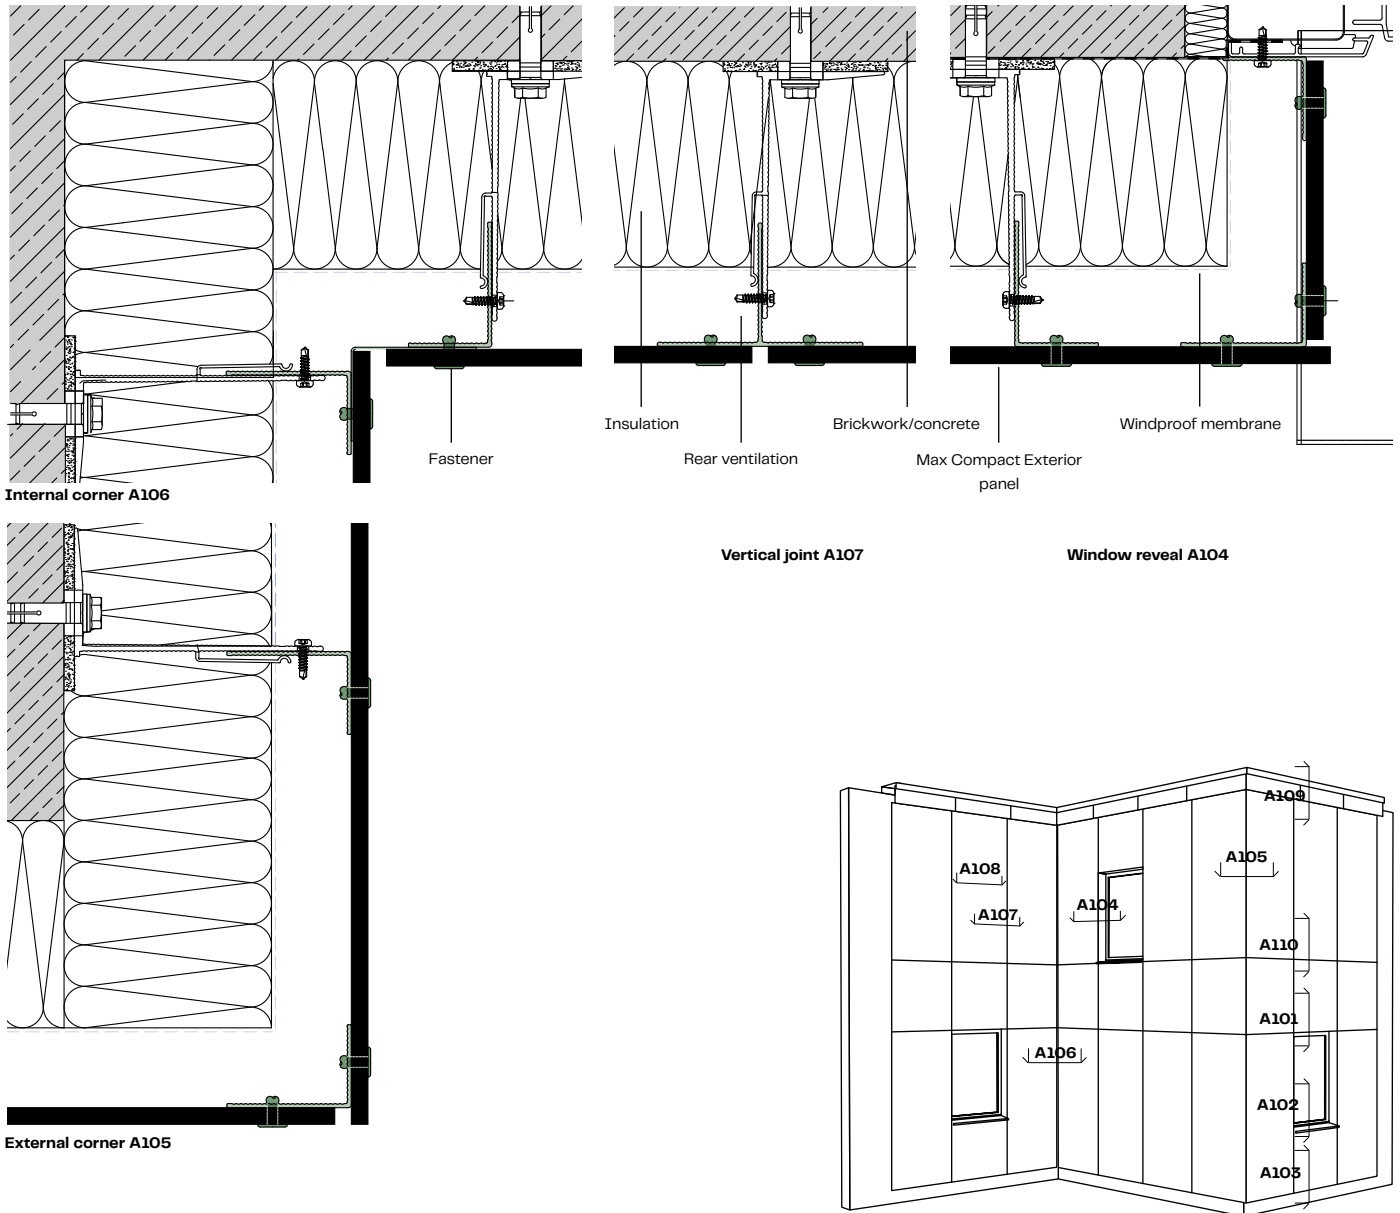 Insulation
Brickwork/concrete
Windproof membrane
Fastener
Rear ventilation
Max Compact Exterior
panel
Internal corner A106
Vertical joint A107
Window reveal A104
A109
A105
A108
A104
A107
A110
A101
A106
A102
External corner A105
A103